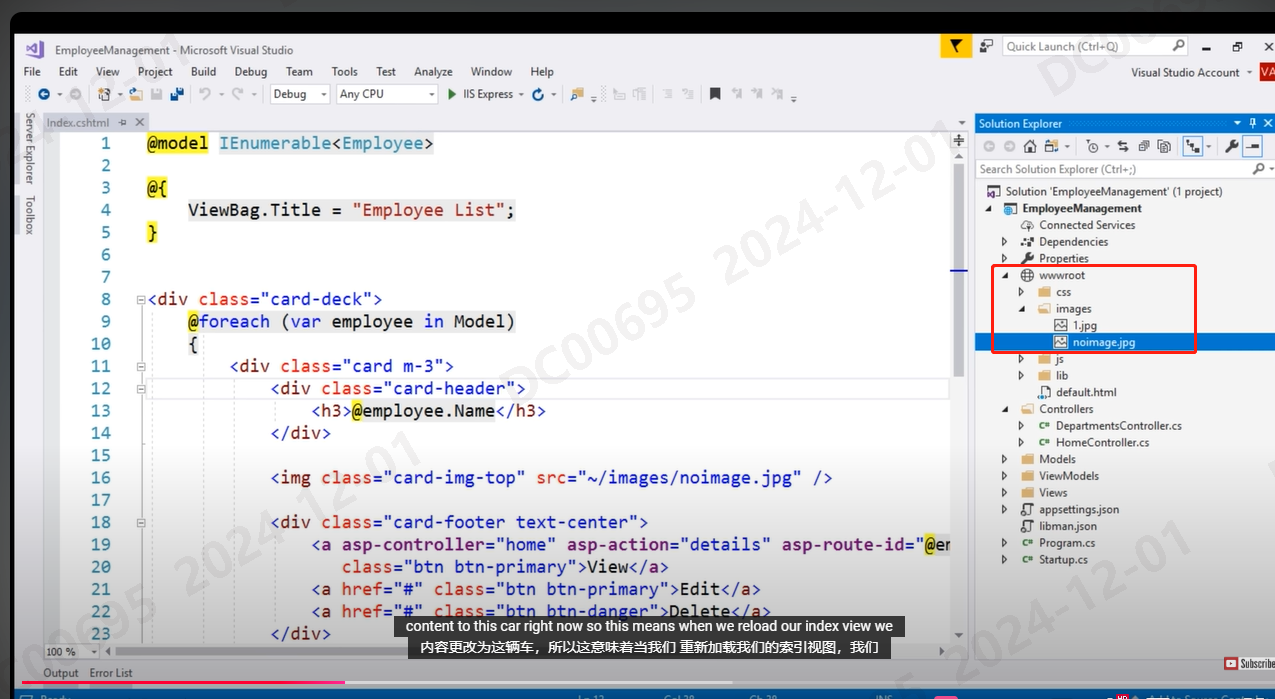 EmployeeManagement - Microsoft Visual Studio
Quick Launch (Ctrl+Q)
File Edit View Project Build Debug Team Tools Test Analyze Window Help
Visual Studio Account
VA
Debug Any CPU IIS Express
Server Explorer
Toolbox
Index.cshtml
1 @model IEnumerable<Employee>
2
3 @{
4 ViewBag.Title = "Employee List";
5 }
6
7
8 <div class="card-deck">
9 @foreach (var employee in Model)
10 {
11 <div class="card m-3">
12 <div class="card-header">
13 <h3>@employee.Name</h3>
14 </div>
15
16 <img class="card-img-top" src="~/images/noimage.jpg" />
17
18 <div class="card-footer text-center">
19 <a asp-controller="home" asp-action="details" asp-route-id="@em
20 class="btn btn-primary">View</a>
21 <a href="#" class="btn btn-primary">Edit</a>
22 <a href="#" class="btn btn-danger">Delete</a>
23 </div>
100 %
Output Error List
Solution Explorer
Search Solution Explorer (Ctrl+;)
Solution 'EmployeeManagement' (1 project)
EmployeeManagement
Connected Services
Dependencies
Properties
wwwroot
css
images
1.jpg
noimage.jpg
js
lib
default.html
Controllers
DepartmentsController.cs
HomeController.cs
Models
ViewModels
Views
appsettings.json
libman.json
Program.cs
Startup.cs
content to this car right now so this means when we reload our index view we
内容更改为这辆车，所以这意味着当我们 重新加载我们的索引视图，我们
Subscribe
DC00695 2024-12-01